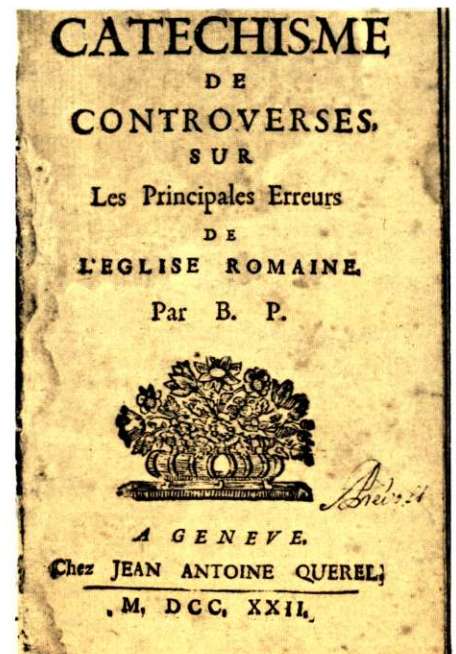 CATECHISME
DE
CONTROVERSES.
SUR
Les Principales Erreurs
DE
L'EGLISE ROMAINE.
Par B. P.
A GENEVE.
Chez JEAN ANTOINE QUEREL;
M, DCC, XXII,